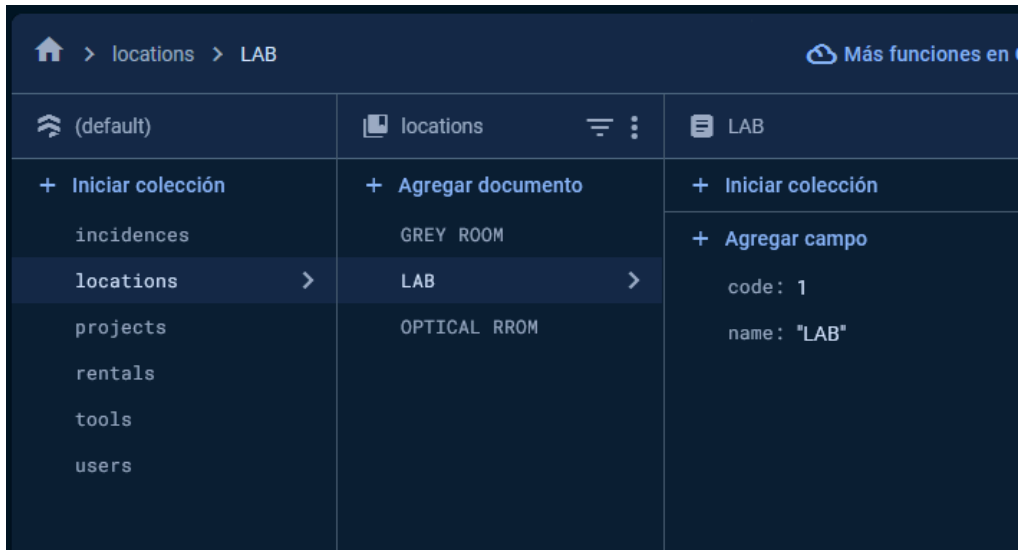 locations > LAB
Más funciones en
(default)
locations
LAB
+ Iniciar colección
+ Agregar documento
+ Iniciar colección
incidences
GREY ROOM
+ Agregar campo
locations
LAB
code: 1
projects
OPTICAL RROM
name: "LAB"
rentals
tools
users